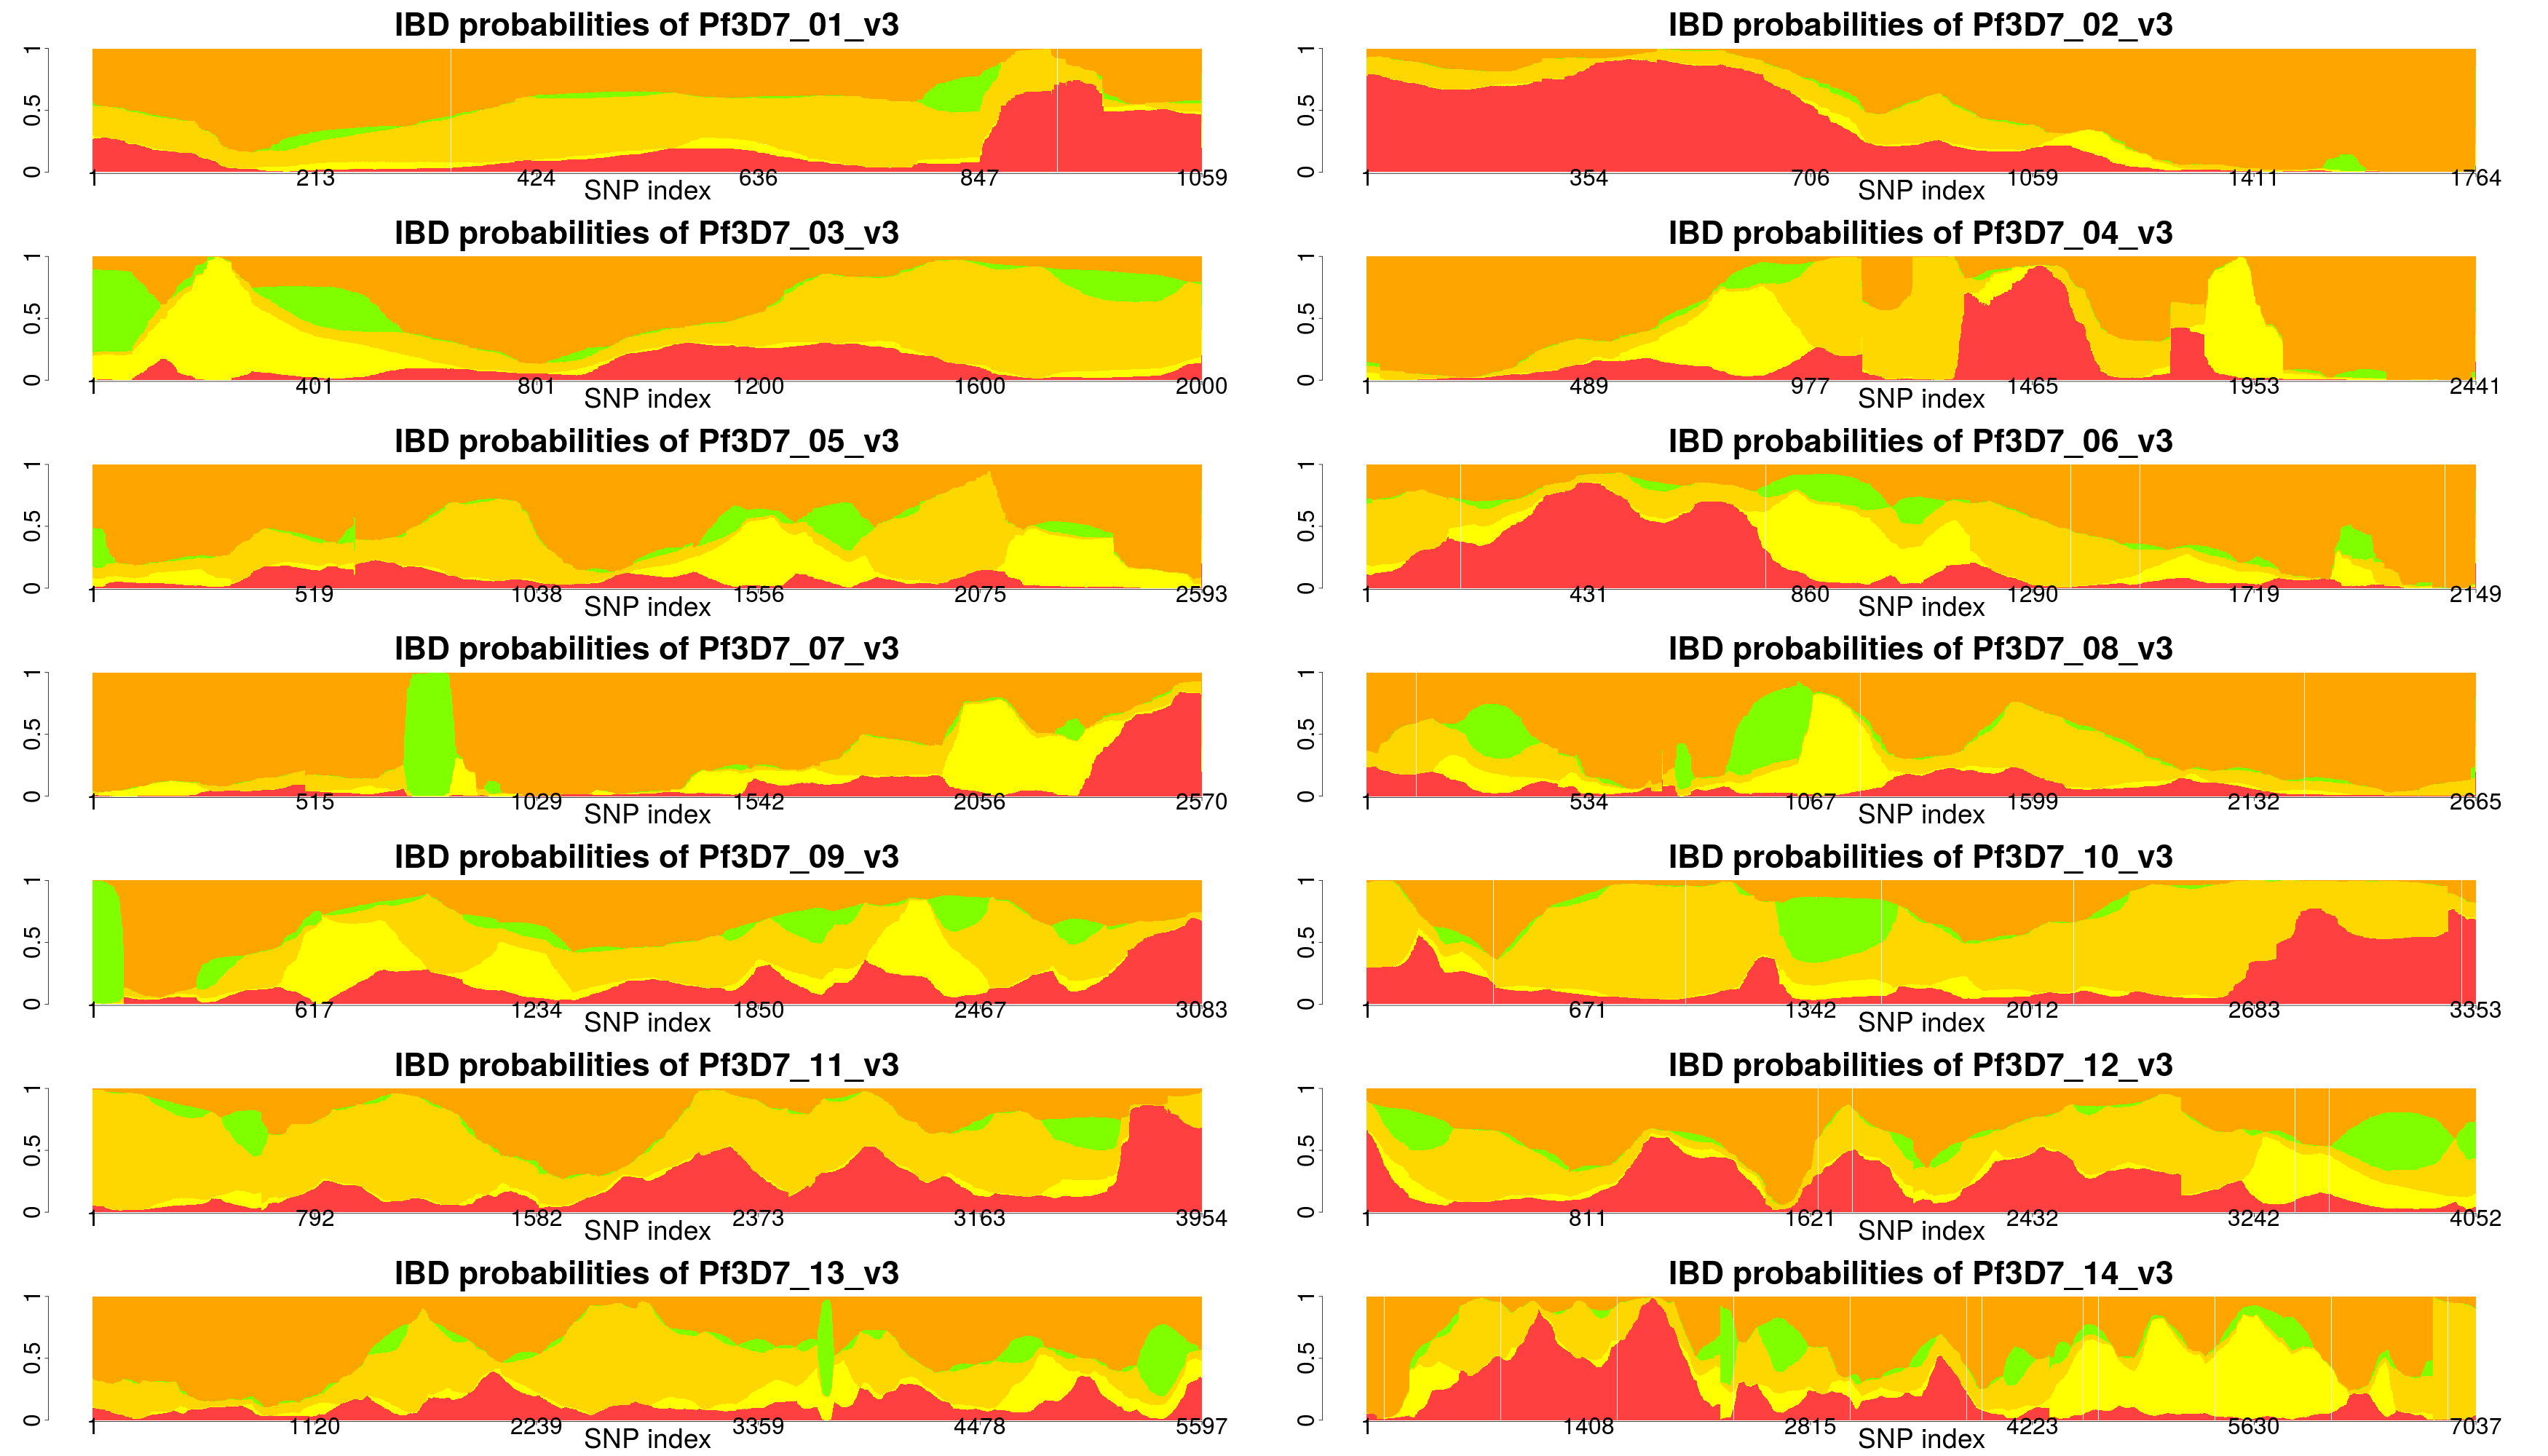 IBD probabilities of Pf3D7_01_v3
0 0.5 1
1 213 424 636 847 1059
SNP index
IBD probabilities of Pf3D7_02_v3
0 0.5 1
1 354 706 1059 1411 1764
SNP index
IBD probabilities of Pf3D7_03_v3
0 0.5 1
1 401 801 1200 1600 2000
SNP index
IBD probabilities of Pf3D7_04_v3
0 0.5 1
1 489 977 1465 1953 2441
SNP index
IBD probabilities of Pf3D7_05_v3
0 0.5 1
1 519 1038 1556 2075 2593
SNP index
IBD probabilities of Pf3D7_06_v3
0 0.5 1
1 431 860 1290 1719 2149
SNP index
IBD probabilities of Pf3D7_07_v3
0 0.5 1
1 515 1029 1542 2056 2570
SNP index
IBD probabilities of Pf3D7_08_v3
0 0.5 1
1 534 1067 1599 2132 2665
SNP index
IBD probabilities of Pf3D7_09_v3
0 0.5 1
1 617 1234 1850 2467 3083
SNP index
IBD probabilities of Pf3D7_10_v3
0 0.5 1
1 671 1342 2012 2683 3353
SNP index
IBD probabilities of Pf3D7_11_v3
0 0.5 1
1 792 1582 2373 3163 3954
SNP index
IBD probabilities of Pf3D7_12_v3
0 0.5 1
1 811 1621 2432 3242 4052
SNP index
IBD probabilities of Pf3D7_13_v3
0 0.5 1
1 1120 2239 3359 4478 5597
SNP index
IBD probabilities of Pf3D7_14_v3
0 0.5 1
1 1408 2815 4223 5630 7037
SNP index